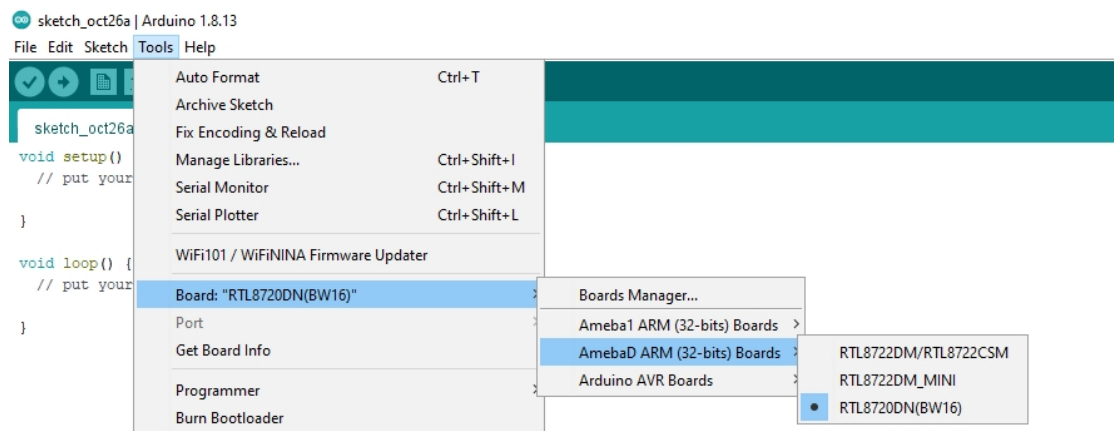 sketch_oct26a | Arduino 1.8.13
File Edit Sketch Tools Help
sketch_oct26a
void setup()
// put your
}
void loop() {
// put your
}
Auto Format Ctrl+T
Archive Sketch
Fix Encoding & Reload
Manage Libraries... Ctrl+Shift+I
Serial Monitor Ctrl+Shift+M
Serial Plotter Ctrl+Shift+L
WiFi101 / WiFiNINA Firmware Updater
Board: "RTL8720DN(BW16)"
Port
Get Board Info
Programmer
Burn Bootloader
Boards Manager...
Ameba1 ARM (32-bits) Boards
AmebaD ARM (32-bits) Boards
Arduino AVR Boards
RTL8722DM/RTL8722CSM
RTL8722DM_MINI
RTL8720DN(BW16)